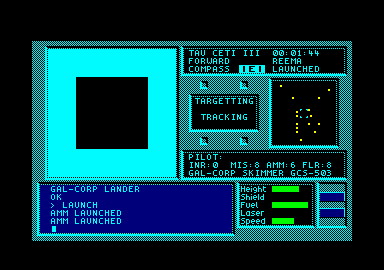 TAU CETI III 00:01:44
FORWARD REEMA
COMPASS IEI LAUNCHED
TARGETTING
TRACKING
PILOT:
INR:0 MIS:8 AMM:6 FLR:8
GAL-CORP SKIMMER GCS-503
GAL-CORP LANDER
OK
> LAUNCH
AMM LAUNCHED
AMM LAUNCHED
Height
Shield
Fuel
Laser
Speed